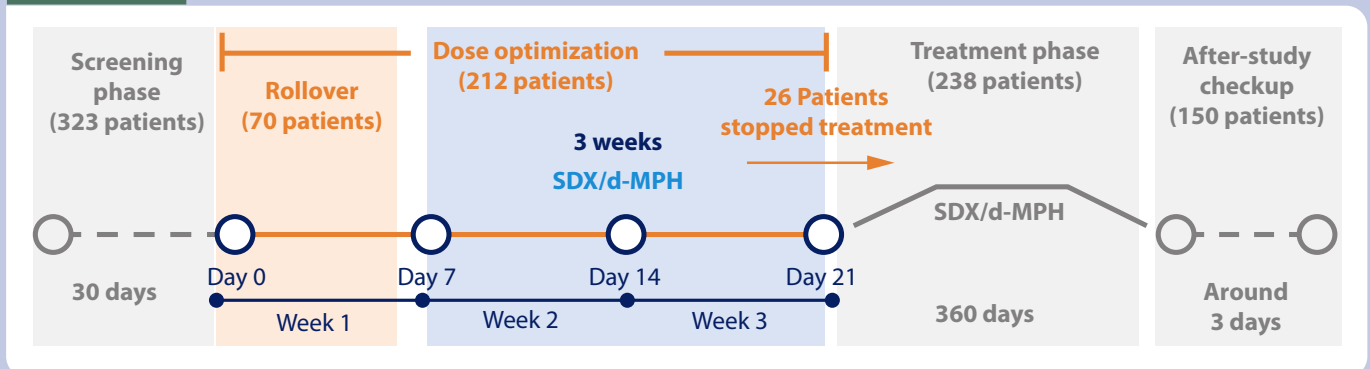 Screening
phase
(323 patients)
30 days
Rollover
(70 patients)
Dose optimization
(212 patients)
3 weeks
SDX/d-MPH
26 Patients
stopped treatment
Day 0
Day 7
Day 14
Day 21
Week 1
Week 2
Week 3
Treatment phase
(238 patients)
SDX/d-MPH
360 days
After-study
checkup
(150 patients)
Around
3 days